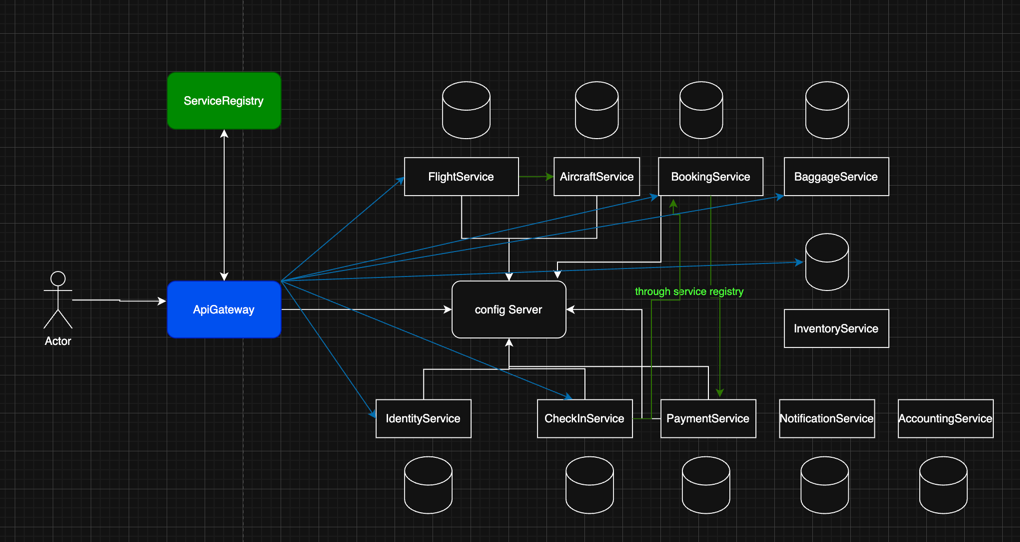 ServiceRegistry
FlightService
AircraftService
BookingService
BaggageService
through service registry
ApiGateway
config Server
InventoryService
Actor
IdentityService
CheckInService
PaymentService
NotificationService
AccountingService